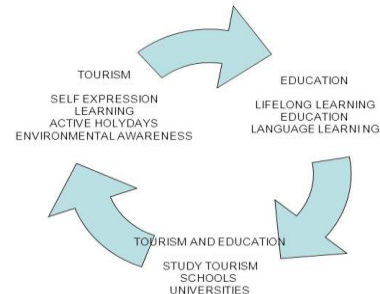 TOURISM
SELF EXPRESSION
LEARNING
ACTIVE HOLYDAYS
ENVIRONMENTAL AWARENESS
EDUCATION
LIFELONG LEARNING
EDUCATION
LANGUAGE LEARNING
TOURISM AND EDUCATION
STUDY TOURISM
SCHOOLS
UNIVERSITIES